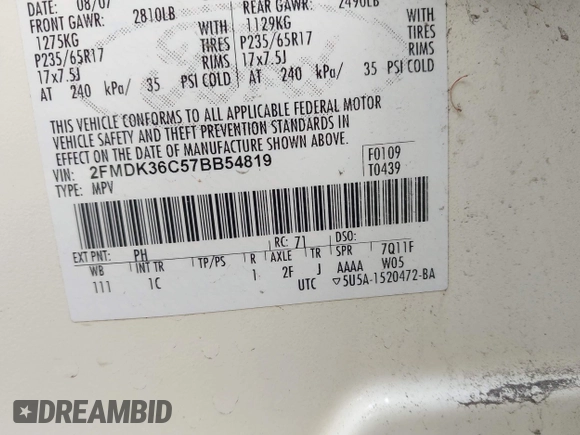 08/07
FRONT GAWR: 2810LB REAR GAWR: 2490LB
1275KG 1129KG
P235/65R17 TIRES P235/65R17 TIRES
17x7.5J RIMS 17x7.5J RIMS
AT 240 kPa/ 35 PSI COLD AT 240 kPa/ 35 PSI COLD
THIS VEHICLE CONFORMS TO ALL APPLICABLE FEDERAL MOTOR
VEHICLE SAFETY AND THEFT PREVENTION STANDARDS IN
EFFECT ON THE DATE OF MANUFACTURE SHOWN ABOVE.
VIN: 2FMDK36C57BB54819 F0109
TYPE: MPV T0439
EXT PNT: PH RC: 71 DSO:
WB INT TR TP/PS R AXLE TR SPR 7Q11F
111 1C 1 2F J AAAA W05
UTC ▽5U5A-1520472-BA
DREAMBID